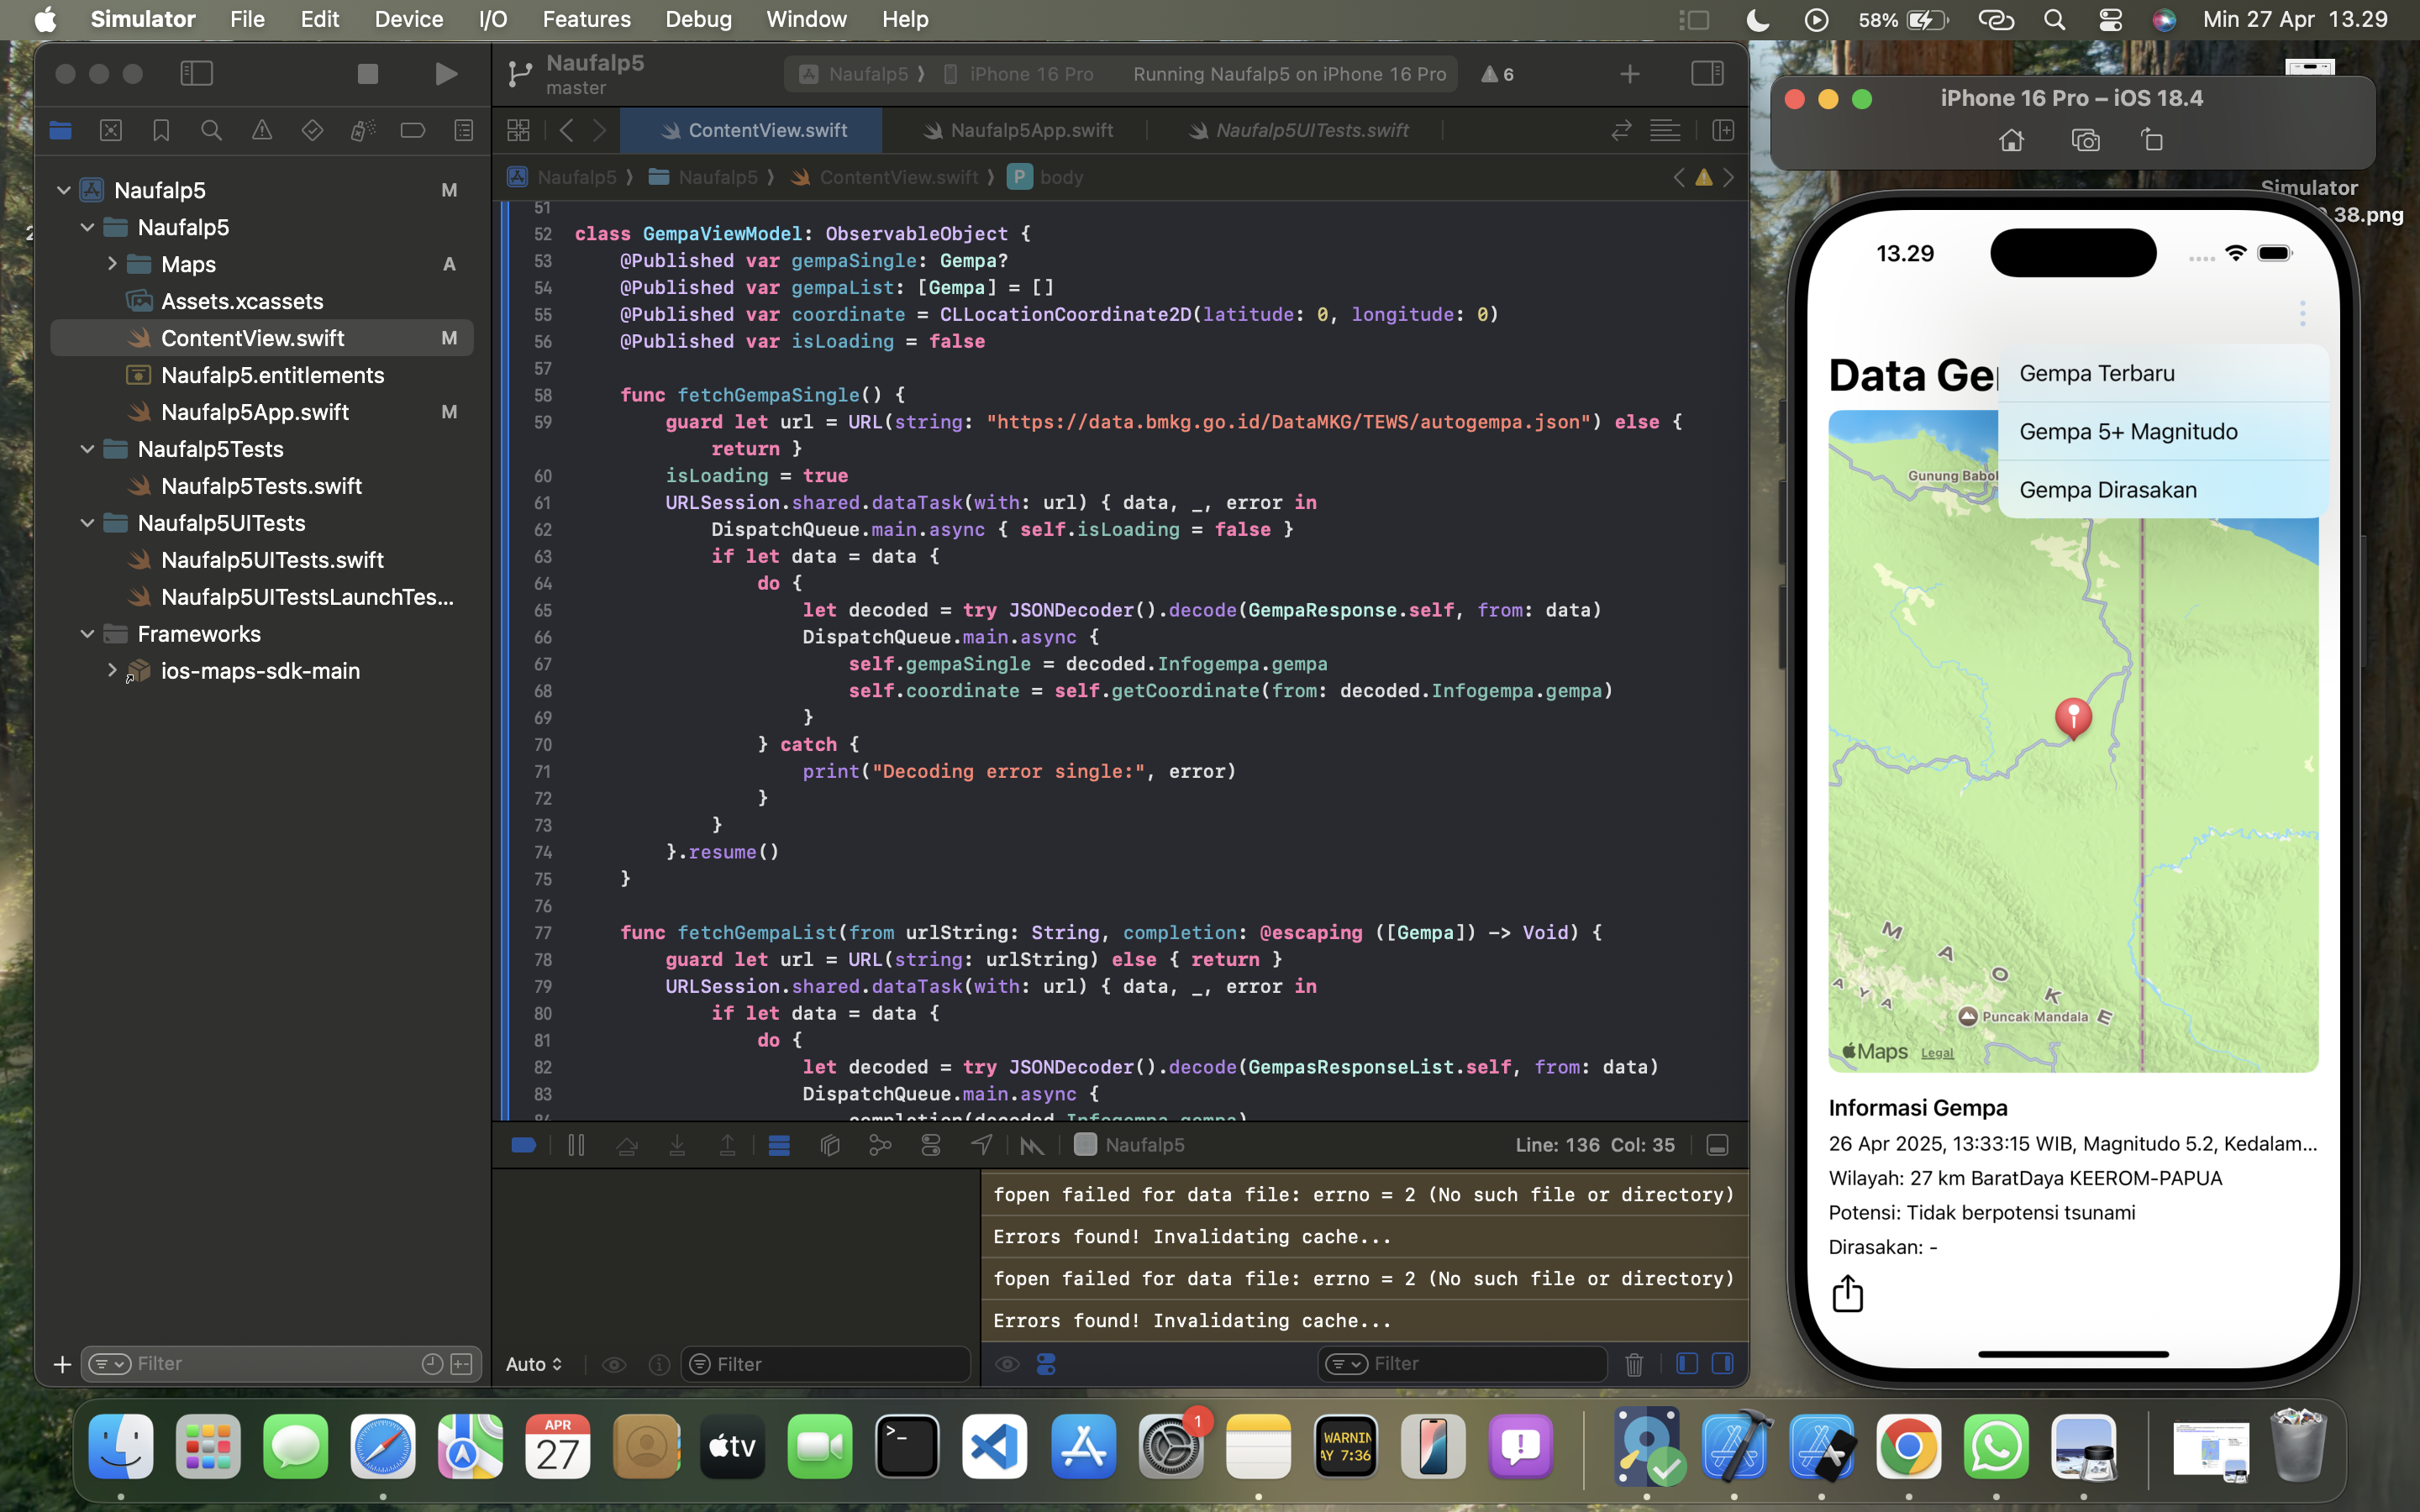 Simulator File Edit Device I/O Features Debug Window Help
58% Min 27 Apr 13.29
Naufalp5
master
Naufalp5 iPhone 16 Pro Running Naufalp5 on iPhone 16 Pro 6
ContentView.swift Naufalp5App.swift Naufalp5UITests.swift
Naufalp5 Naufalp5 ContentView.swift P body
Naufalp5 M
Naufalp5
Maps A
Assets.xcassets
ContentView.swift M
Naufalp5.entitlements
Naufalp5App.swift M
Naufalp5Tests
Naufalp5Tests.swift
Naufalp5UITests
Naufalp5UITests.swift
Naufalp5UITestsLaunchTes...
Frameworks
ios-maps-sdk-main
Filter
51
52 class GempaViewModel: ObservableObject {
53 @Published var gempaSingle: Gempa?
54 @Published var gempaList: [Gempa] = []
55 @Published var coordinate = CLLocationCoordinate2D(latitude: 0, longitude: 0)
56 @Published var isLoading = false
57
58 func fetchGempaSingle() {
59 guard let url = URL(string: "https://data.bmkg.go.id/DataMKG/TEWS/autogempa.json") else {
return }
60 isLoading = true
61 URLSession.shared.dataTask(with: url) { data, _, error in
62 DispatchQueue.main.async { self.isLoading = false }
63 if let data = data {
64 do {
65 let decoded = try JSONDecoder().decode(GempaResponse.self, from: data)
66 DispatchQueue.main.async {
67 self.gempaSingle = decoded.Infogempa.gempa
68 self.coordinate = self.getCoordinate(from: decoded.Infogempa.gempa)
69 }
70 } catch {
71 print("Decoding error single:", error)
72 }
73 }
74 }.resume()
75 }
76
77 func fetchGempaList(from urlString: String, completion: @escaping ([Gempa]) -> Void) {
78 guard let url = URL(string: urlString) else { return }
79 URLSession.shared.dataTask(with: url) { data, _, error in
80 if let data = data {
81 do {
82 let decoded = try JSONDecoder().decode(GempasResponseList.self, from: data)
83 DispatchQueue.main.async {
84 completion(decoded.Infogempa.gempa)
Naufalp5 Line: 136 Col: 35
fopen failed for data file: errno = 2 (No such file or directory)
Errors found! Invalidating cache...
fopen failed for data file: errno = 2 (No such file or directory)
Errors found! Invalidating cache...
Auto Filter Filter
iPhone 16 Pro – iOS 18.4
Simulator
38.png
13.29
Data Ge
Gempa Terbaru
Gempa 5+ Magnitudo
Gempa Dirasakan
Gunung Babo
MAOKE
AYA
Puncak Mandala
Maps Legal
Informasi Gempa
26 Apr 2025, 13:33:15 WIB, Magnitudo 5.2, Kedalam...
Wilayah: 27 km BaratDaya KEEROM-PAPUA
Potensi: Tidak berpotensi tsunami
Dirasakan: -
APR
27
tv
1
WARNIN
AY 7:36